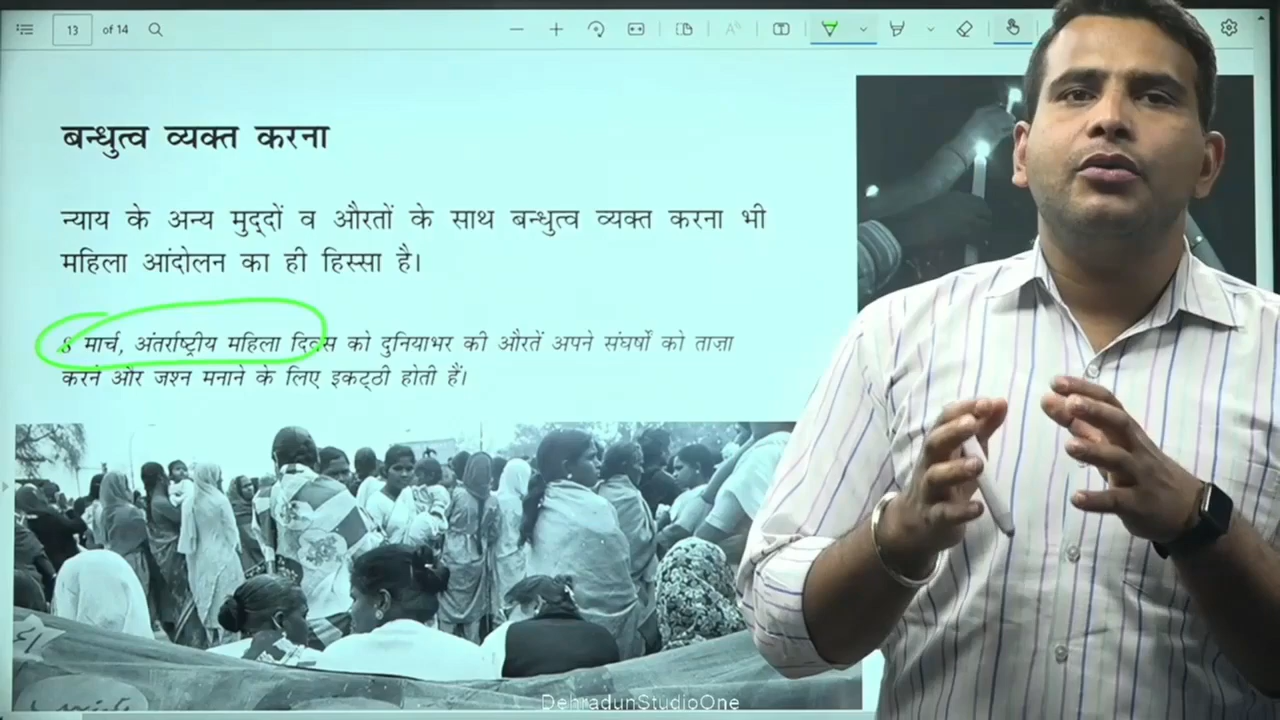 13 of 14
बन्धुत्व व्यक्त करना
न्याय के अन्य मुद्दों व औरतों के साथ बन्धुत्व व्यक्त करना भी
महिला आंदोलन का ही हिस्सा है।
8 मार्च, अंतर्राष्ट्रीय महिला दिवस को दुनियाभर की औरतें अपने संघर्षों को ताज़ा
करने और जश्न मनाने के लिए इकट्ठी होती हैं।
DehradunStudioOne